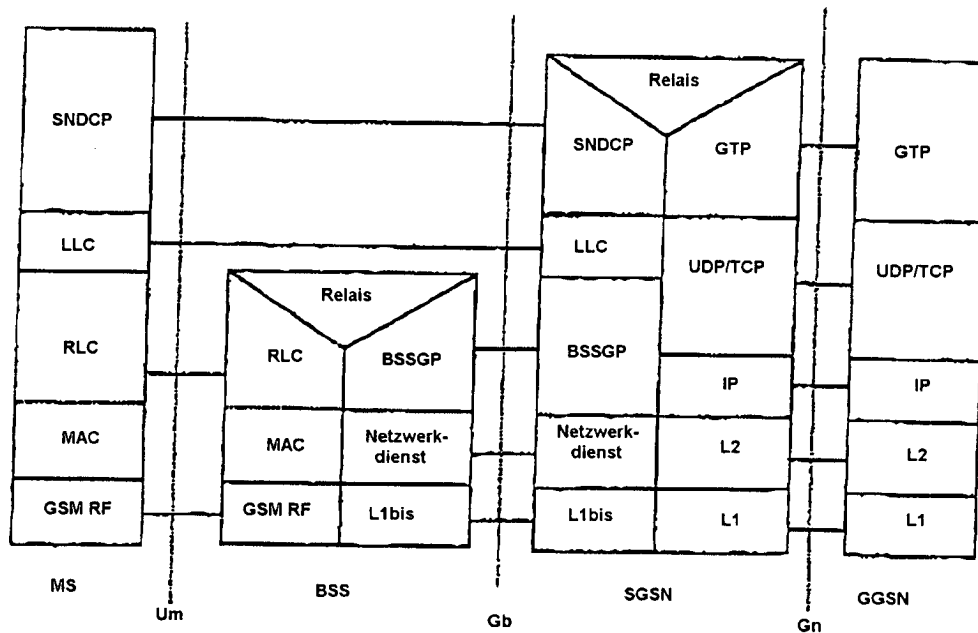 Relais
SNDCP
SNDCP
GTP
GTP
LLC
LLC
UDP/TCP
UDP/TCP
Relais
RLC
RLC
BSSGP
BSSGP
IP
IP
MAC
MAC
Netzwerk-
dienst
Netzwerk-
dienst
L2
L2
GSM RF
GSM RF
L1bis
L1bis
L1
L1
MS
BSS
SGSN
GGSN
Um
Gb
Gn